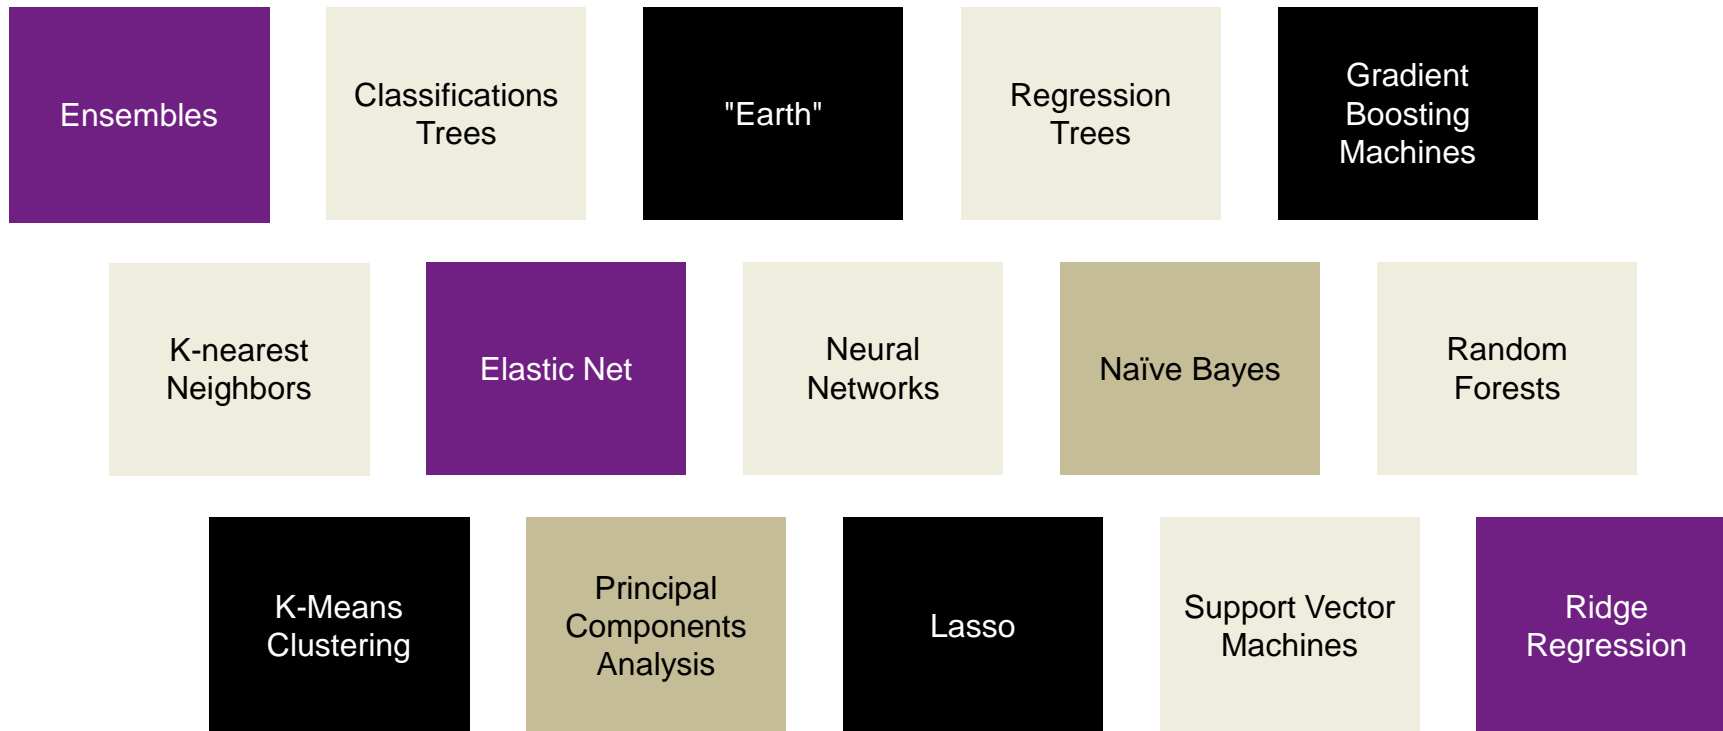 Ensembles
Classifications
Trees
"Earth"
Regression
Trees
Gradient
Boosting
Machines
K-nearest
Neighbors
Elastic Net
Neural
Networks
Naïve Bayes
Random
Forests
K-Means
Clustering
Principal
Components
Analysis
Lasso
Support Vector
Machines
Ridge
Regression